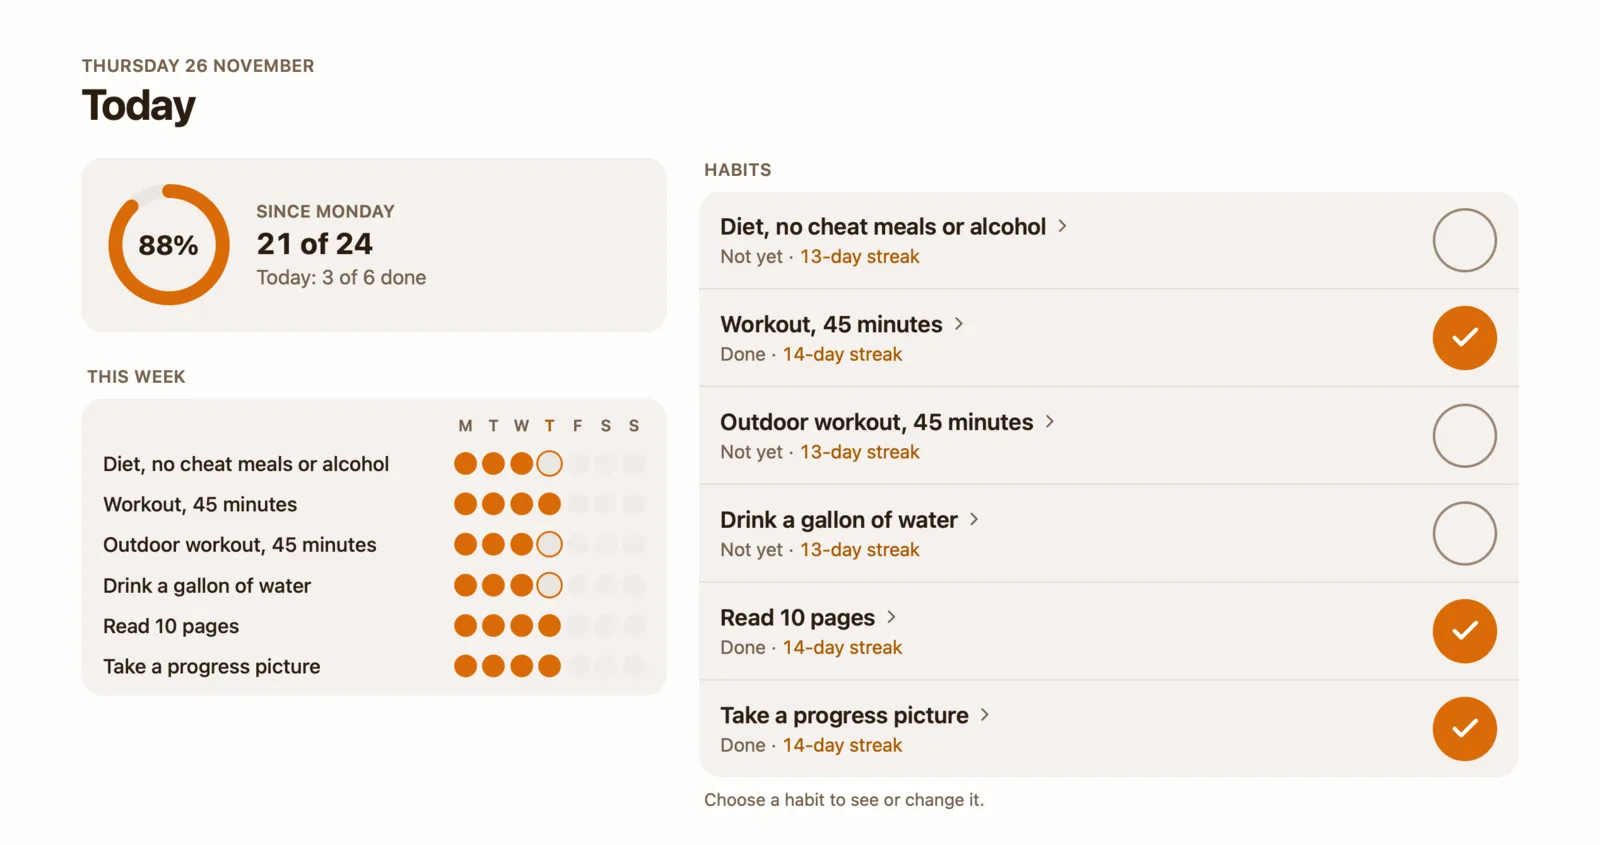 THURSDAY 26 NOVEMBER
Today
88%
SINCE MONDAY
21 of 24
Today: 3 of 6 done
THIS WEEK
M T W T F S S
Diet, no cheat meals or alcohol
Workout, 45 minutes
Outdoor workout, 45 minutes
Drink a gallon of water
Read 10 pages
Take a progress picture
HABITS
Diet, no cheat meals or alcohol
Not yet · 13-day streak
Workout, 45 minutes
Done · 14-day streak
Outdoor workout, 45 minutes
Not yet · 13-day streak
Drink a gallon of water
Not yet · 13-day streak
Read 10 pages
Done · 14-day streak
Take a progress picture
Done · 14-day streak
Choose a habit to see or change it.